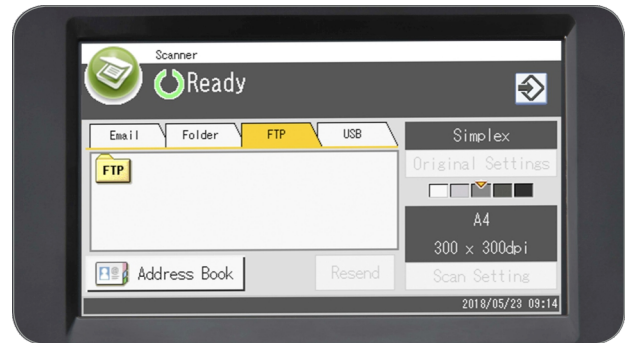 Scanner
Ready
Email
Folder
FTP
USB
FTP
Address Book
Resend
Simplex
Original Settings
A4
300 × 300dpi
Scan Setting
2018/05/23 09:14